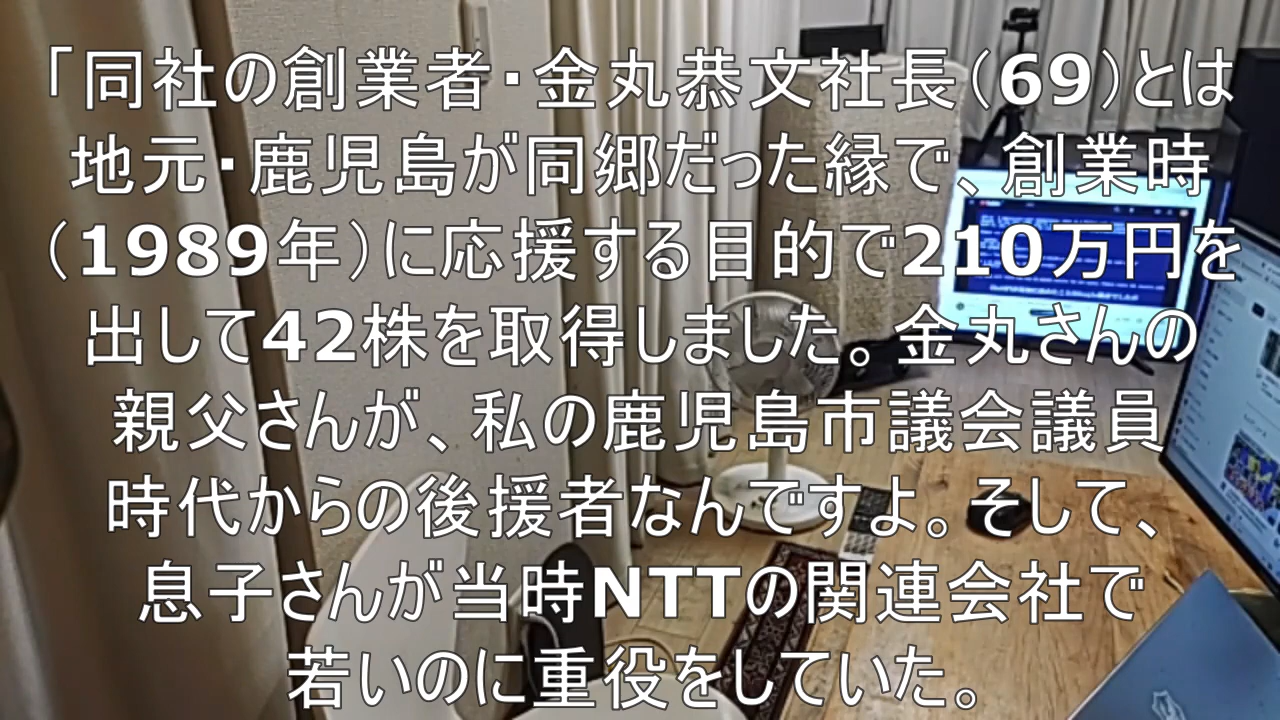 「同社の創業者・金丸恭文社長（69）とは
地元・鹿児島が同郷だった縁で、創業時
（1989年）に応援する目的で210万円を
出して42株を取得しました。金丸さんの
親父さんが、私の鹿児島市議会議員
時代からの後援者なんですよ。そして、
息子さんが当時NTTの関連会社で
若いのに重役をしていた。